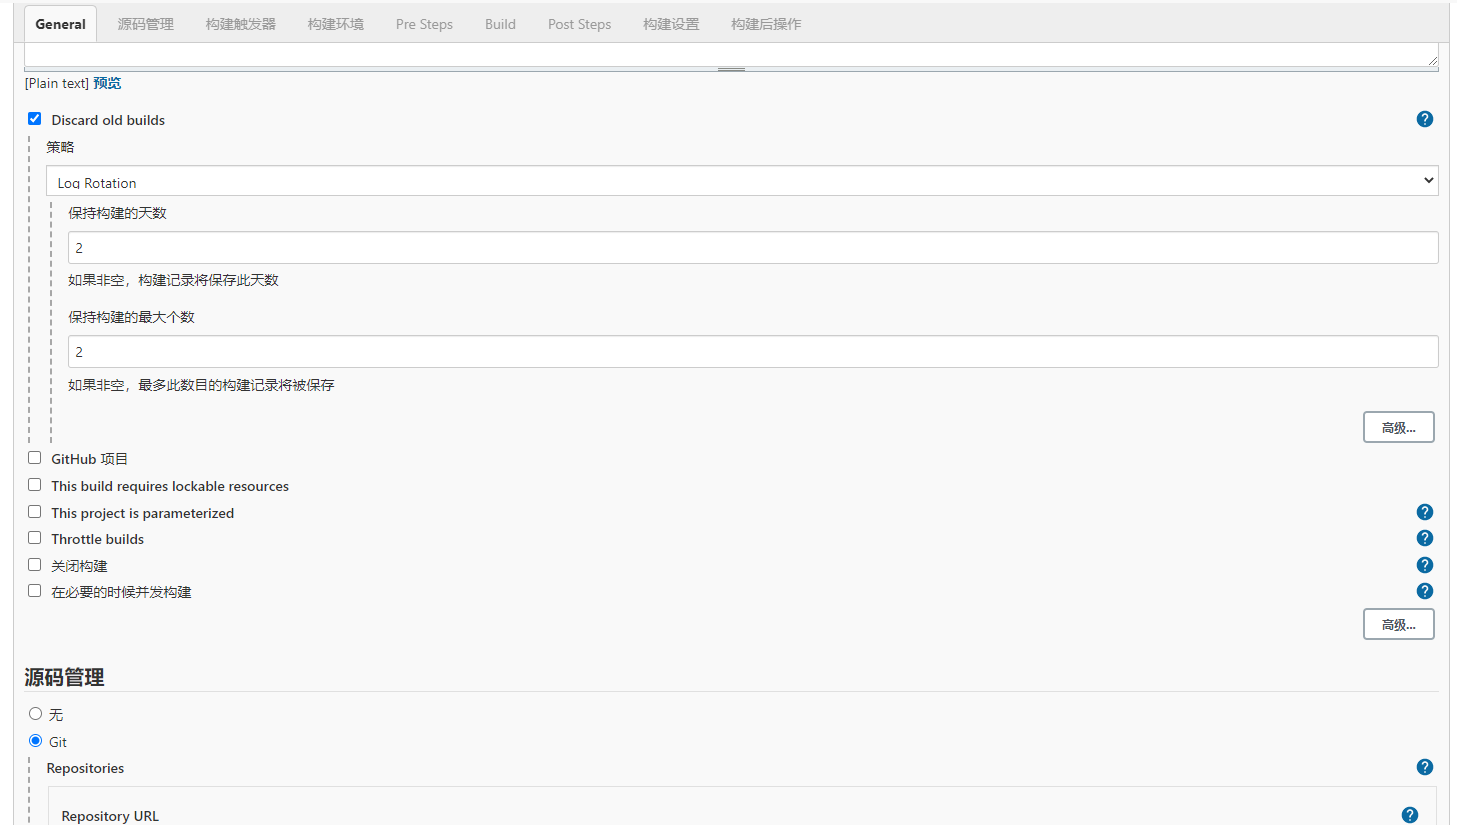 General 源码管理 构建触发器 构建环境 Pre Steps Build Post Steps 构建设置 构建后操作
[Plain text] 预览
Discard old builds
策略
Log Rotation
保持构建的天数
2
如果非空，构建记录将保存此天数
保持构建的最大个数
2
如果非空，最多此数目的构建记录将被保存
高级...
GitHub 项目
This build requires lockable resources
This project is parameterized
Throttle builds
关闭构建
在必要的时候并发构建
高级...
源码管理
无
Git
Repositories
Repository URL